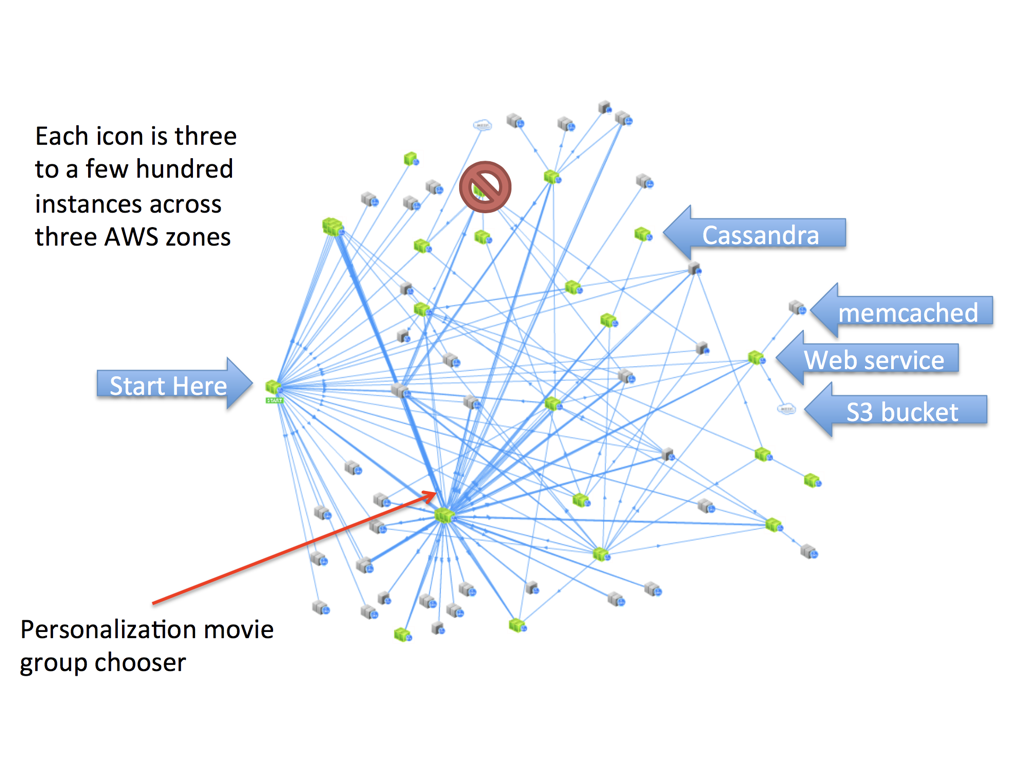 Each icon is three
to a few hundred
instances across
three AWS zones
Cassandra
memcached
Web service
S3 bucket
Start Here
START
Personalization movie
group chooser